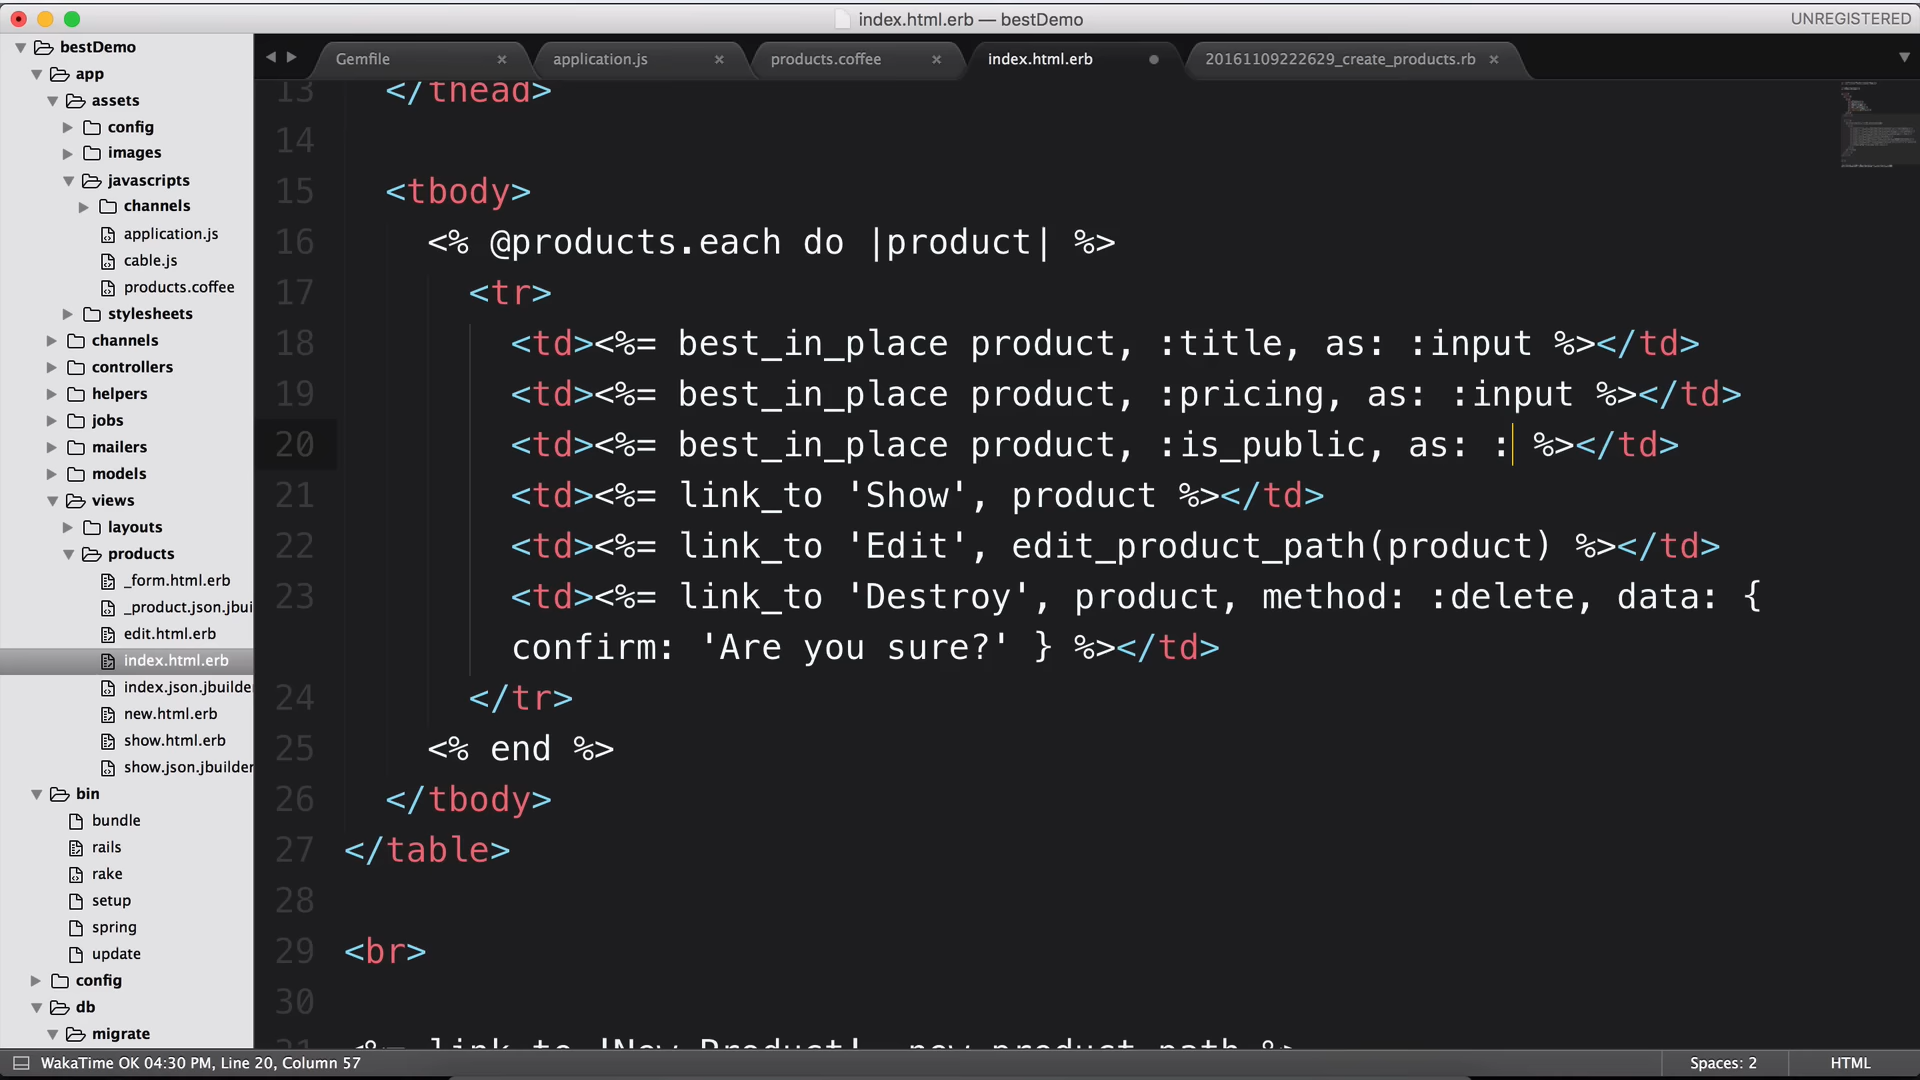 index.html.erb — bestDemo
UNREGISTERED
bestDemo
app
assets
config
images
javascripts
channels
application.js
cable.js
products.coffee
stylesheets
channels
controllers
helpers
jobs
mailers
models
views
layouts
products
_form.html.erb
_product.json.jbui
edit.html.erb
index.html.erb
index.json.jbuilder
new.html.erb
show.html.erb
show.json.jbuilder
bin
bundle
rails
rake
setup
spring
update
config
db
migrate
Gemfile
application.js
products.coffee
index.html.erb
20161109222629_create_products.rb
13 </thead>
14
15 <tbody>
16 <% @products.each do |product| %>
17 <tr>
18 <td><%= best_in_place product, :title, as: :input %></td>
19 <td><%= best_in_place product, :pricing, as: :input %></td>
20 <td><%= best_in_place product, :is_public, as: : %></td>
21 <td><%= link_to 'Show', product %></td>
22 <td><%= link_to 'Edit', edit_product_path(product) %></td>
23 <td><%= link_to 'Destroy', product, method: :delete, data: {
confirm: 'Are you sure?' } %></td>
24 </tr>
25 <% end %>
26 </tbody>
27 </table>
28
29 <br>
30
31 <%= link_to 'New Product', new_product_path %>
WakaTime OK 04:30 PM, Line 20, Column 57
Spaces: 2
HTML